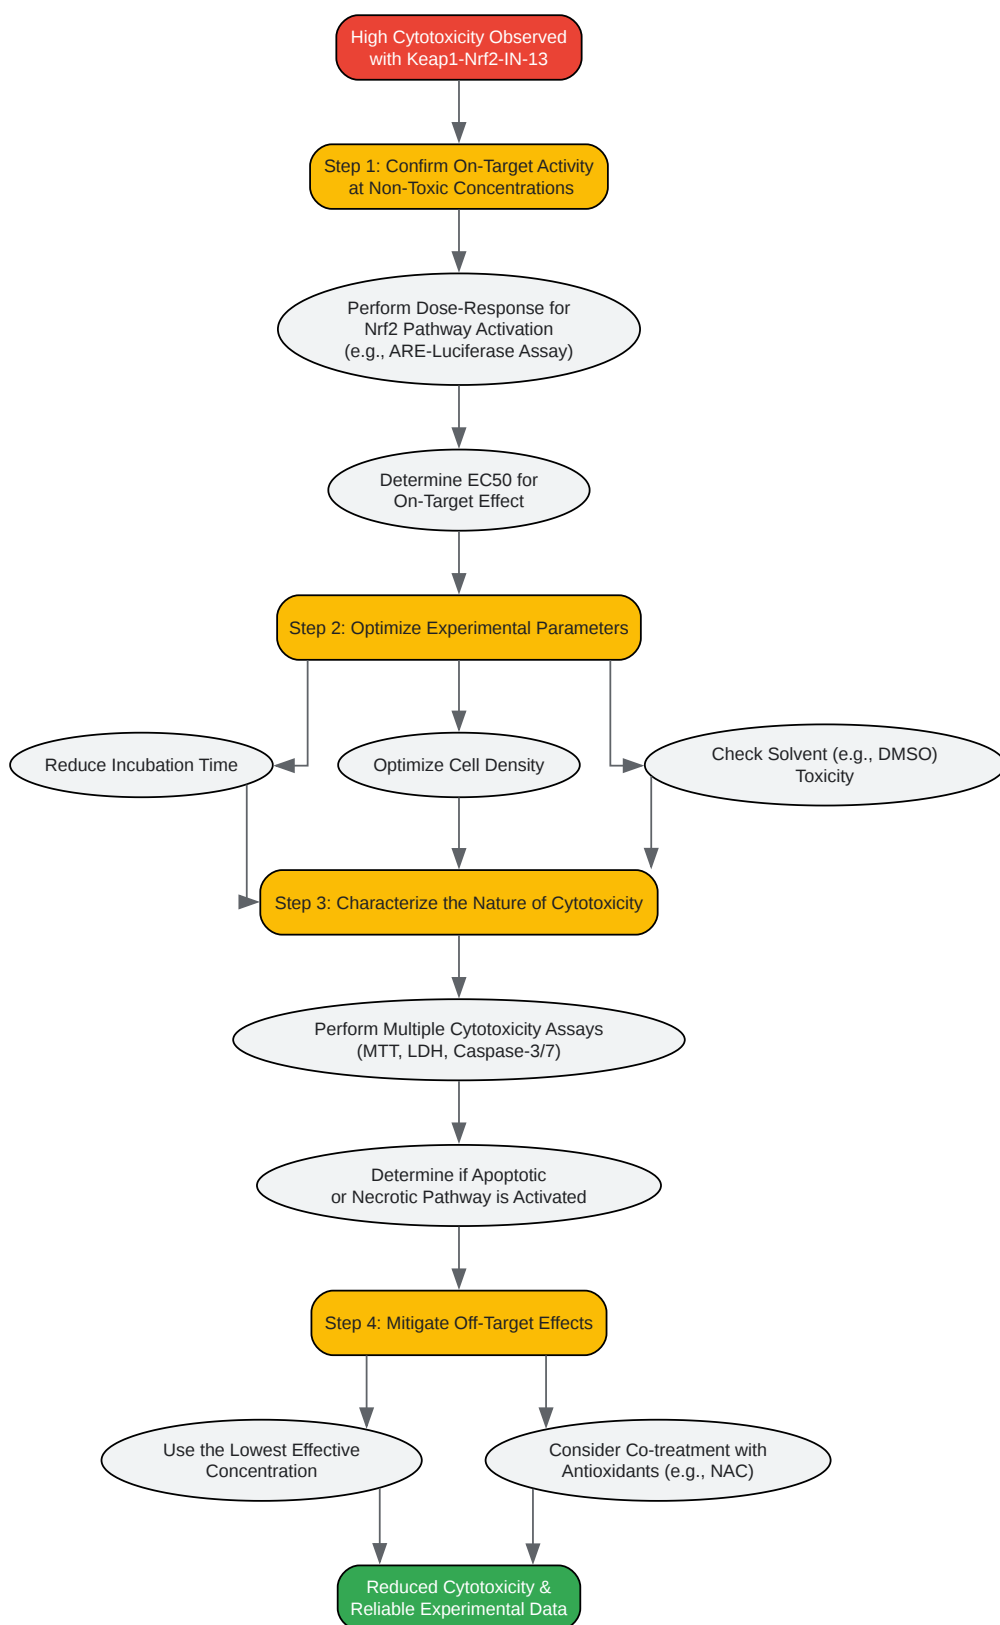 High Cytotoxicity Observed
with Keap1-Nrf2-IN-13
Step 1: Confirm On-Target Activity
at Non-Toxic Concentrations
Perform Dose-Response for
Nrf2 Pathway Activation
(e.g., ARE-Luciferase Assay)
Determine EC50 for
On-Target Effect
Step 2: Optimize Experimental Parameters
Reduce Incubation Time
Optimize Cell Density
Check Solvent (e.g., DMSO)
Toxicity
Step 3: Characterize the Nature of Cytotoxicity
Perform Multiple Cytotoxicity Assays
(MTT, LDH, Caspase-3/7)
Determine if Apoptotic
or Necrotic Pathway is Activated
Step 4: Mitigate Off-Target Effects
Use the Lowest Effective
Concentration
Consider Co-treatment with
Antioxidants (e.g., NAC)
Reduced Cytotoxicity &
Reliable Experimental Data